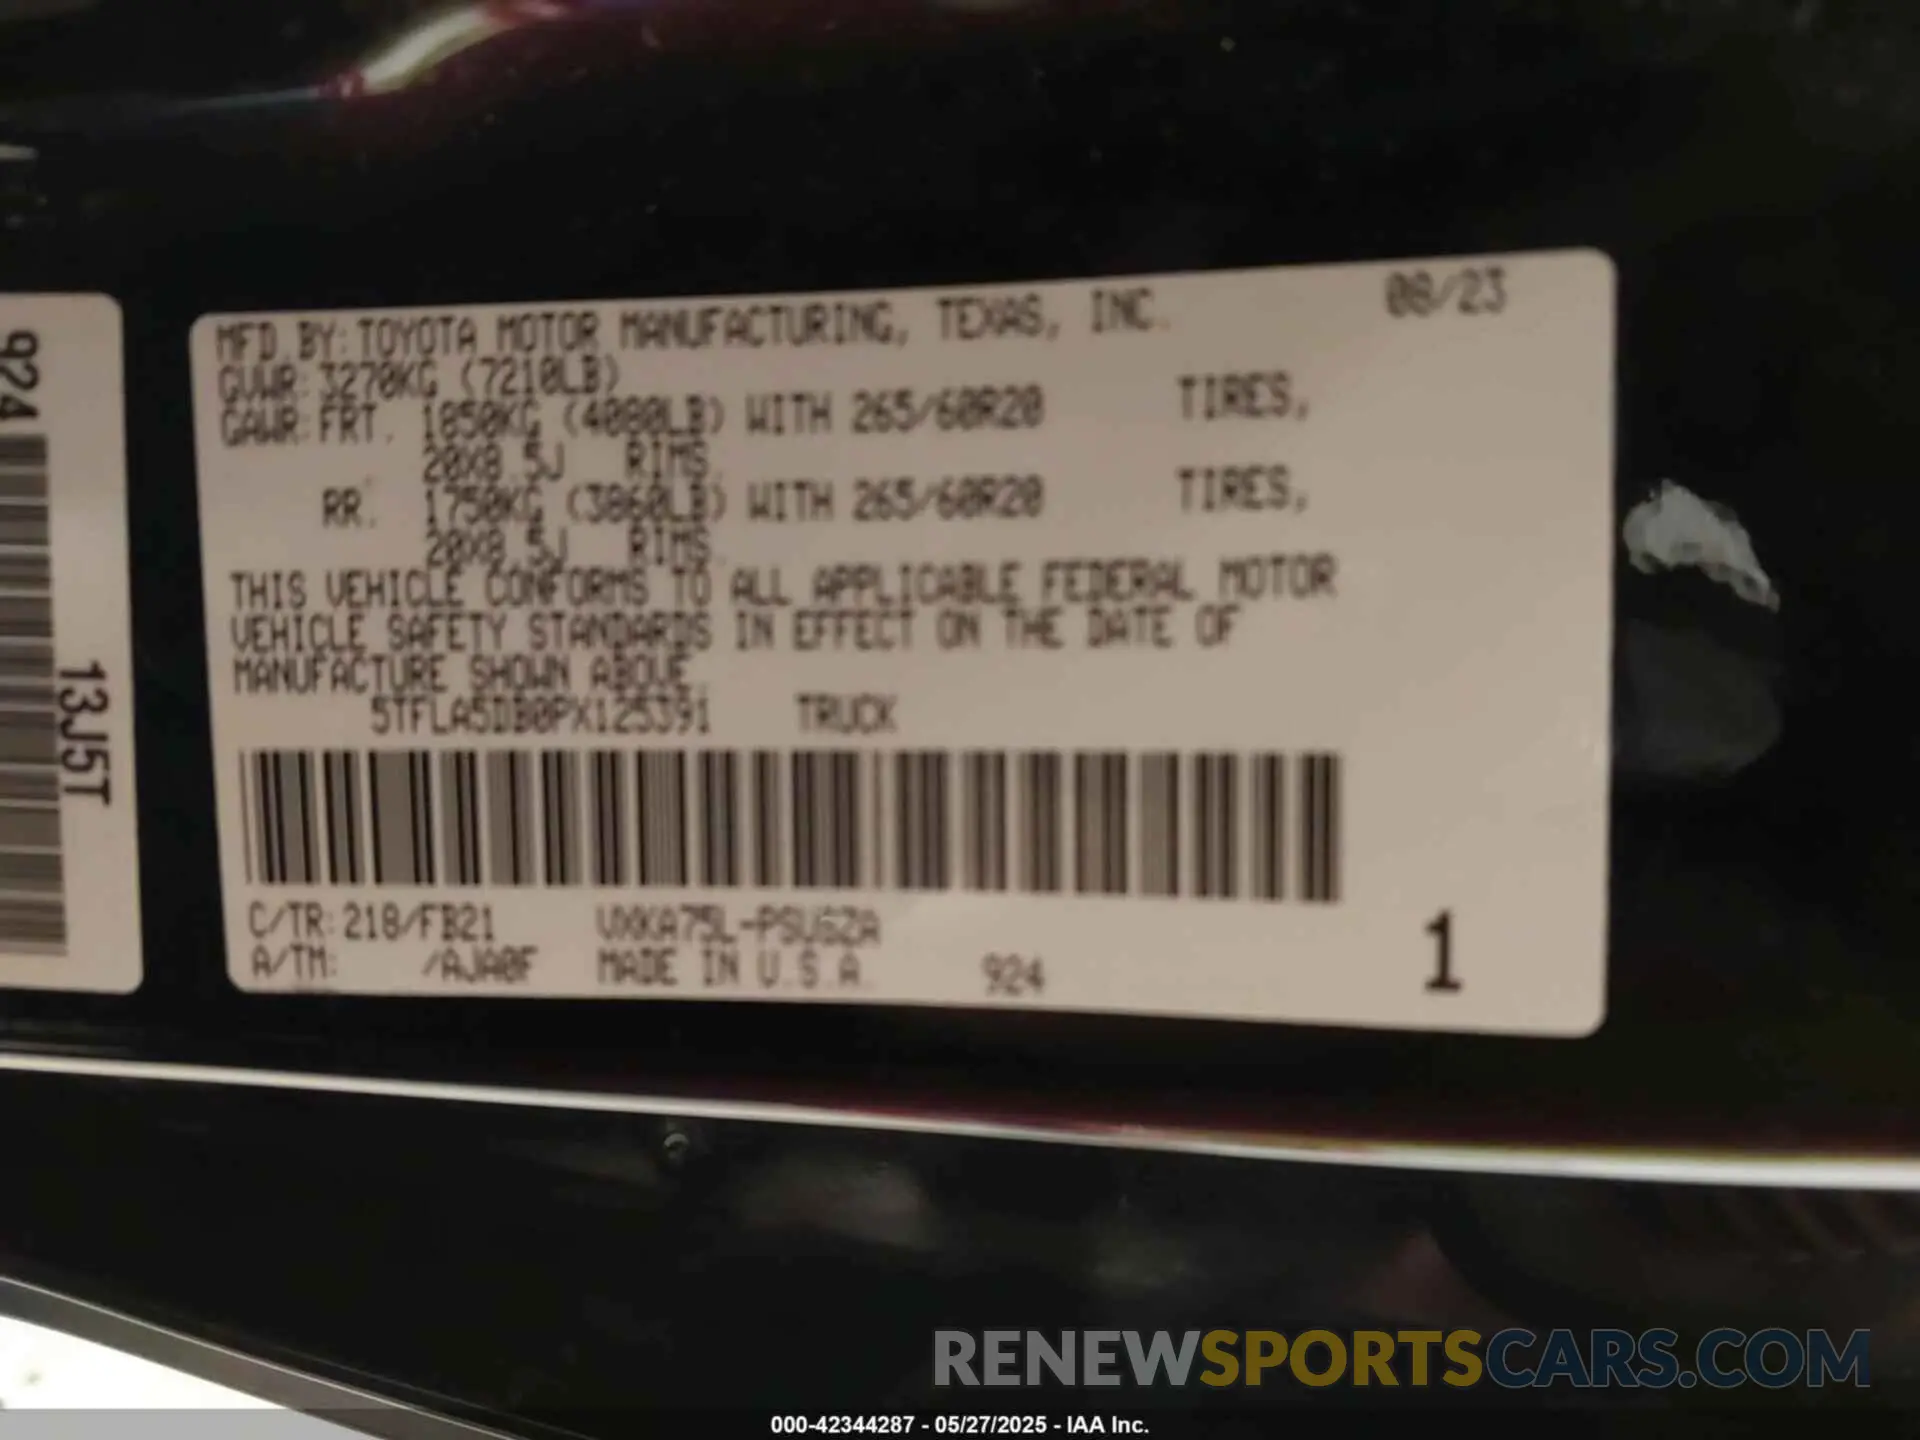 924
13J5T
MFD. BY: TOYOTA MOTOR MANUFACTURING, TEXAS, INC. 08/23
GVWR: 3270KG (7210LB)
GAWR: FRT. 1850KG (4080LB) WITH 265/60R20 TIRES,
20X8.5J RIMS.
RR. 1750KG (3860LB) WITH 265/60R20 TIRES,
20X8.5J RIMS.
THIS VEHICLE CONFORMS TO ALL APPLICABLE FEDERAL MOTOR
VEHICLE SAFETY STANDARDS IN EFFECT ON THE DATE OF
MANUFACTURE SHOWN ABOVE.
5TFLA5DB0PX125391 TRUCK
C/TR: 218/FB21 VXKA75L-PSUGZA
A/TM: /AJA0F MADE IN U.S.A. 924 1
RENEWSPORTSCARS.COM
000-42344287 - 05/27/2025 - IAA Inc.